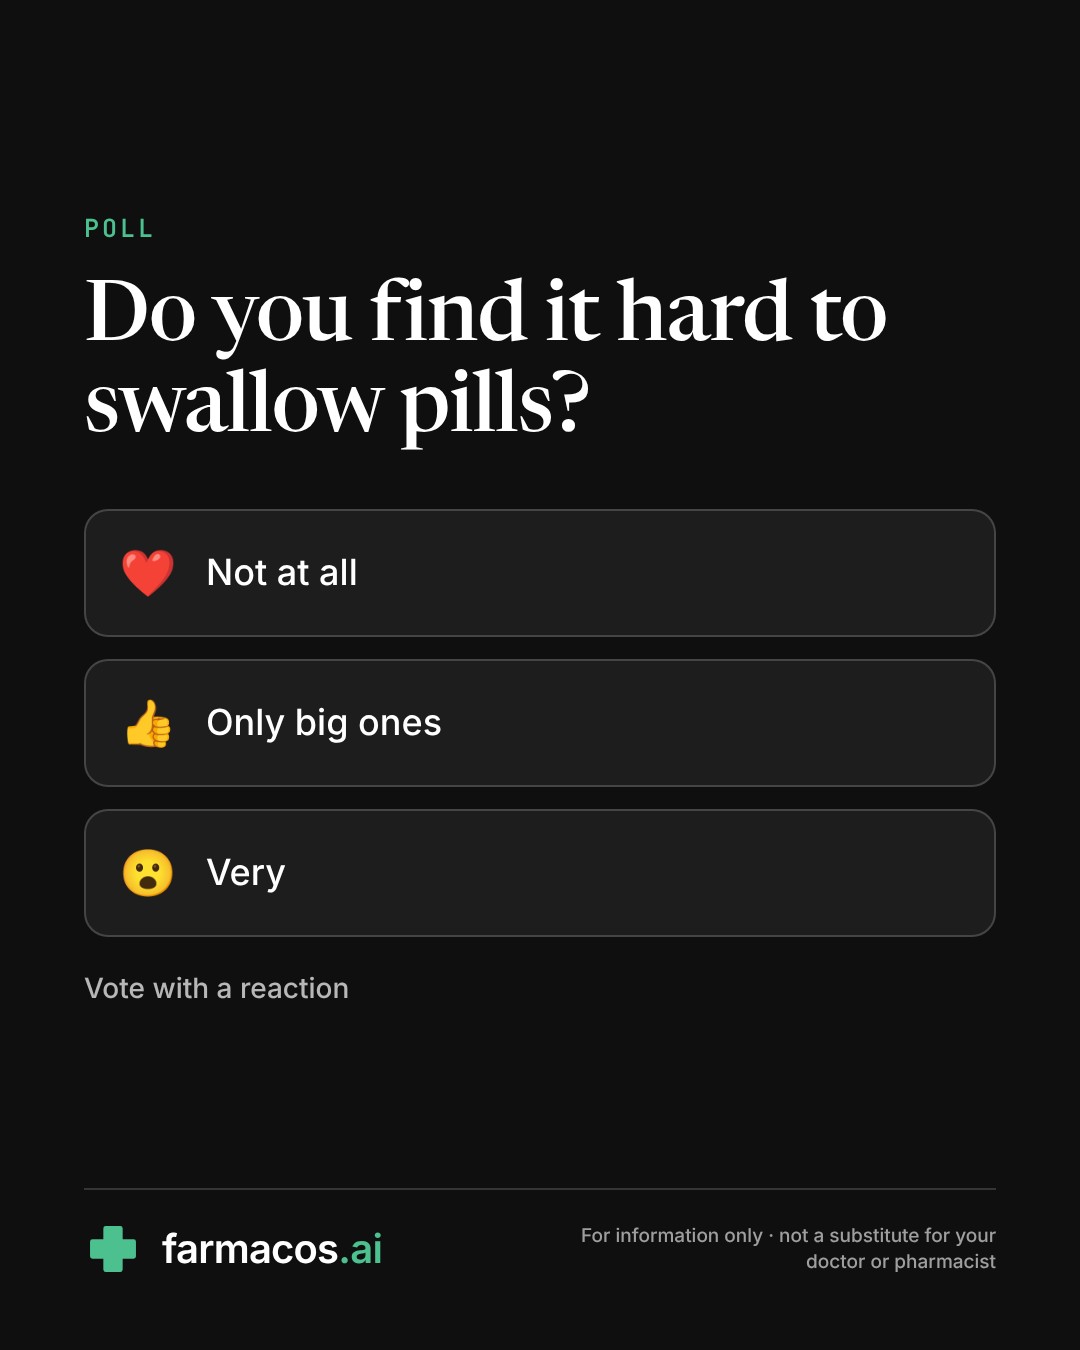 POLL
Do you find it hard to
swallow pills?
❤️ Not at all
👍 Only big ones
😮 Very
Vote with a reaction
farmacos.ai
For information only · not a substitute for your
doctor or pharmacist